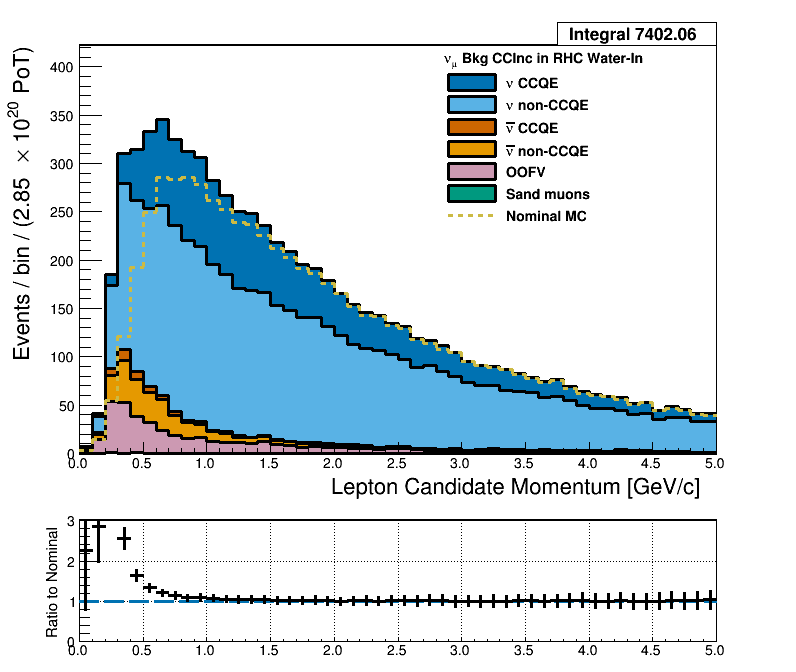 Integral 7402.06
νμ Bkg CCInc in RHC Water-In
ν CCQE
ν non-CCQE
ν̅ CCQE
ν̅ non-CCQE
OOFV
Sand muons
Nominal MC
Events / bin / (2.85 × 10^20 PoT)
400
350
300
250
200
150
100
50
0
0.0 0.5 1.0 1.5 2.0 2.5 3.0 3.5 4.0 4.5 5.0
Lepton Candidate Momentum [GeV/c]
Ratio to Nominal
3
2
1
0
0.0 0.5 1.0 1.5 2.0 2.5 3.0 3.5 4.0 4.5 5.0